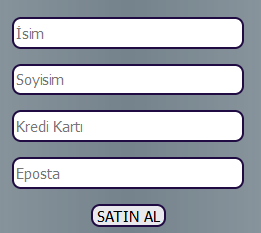 İsim
Soyisim
Kredi Kartı
Eposta
SATIN AL